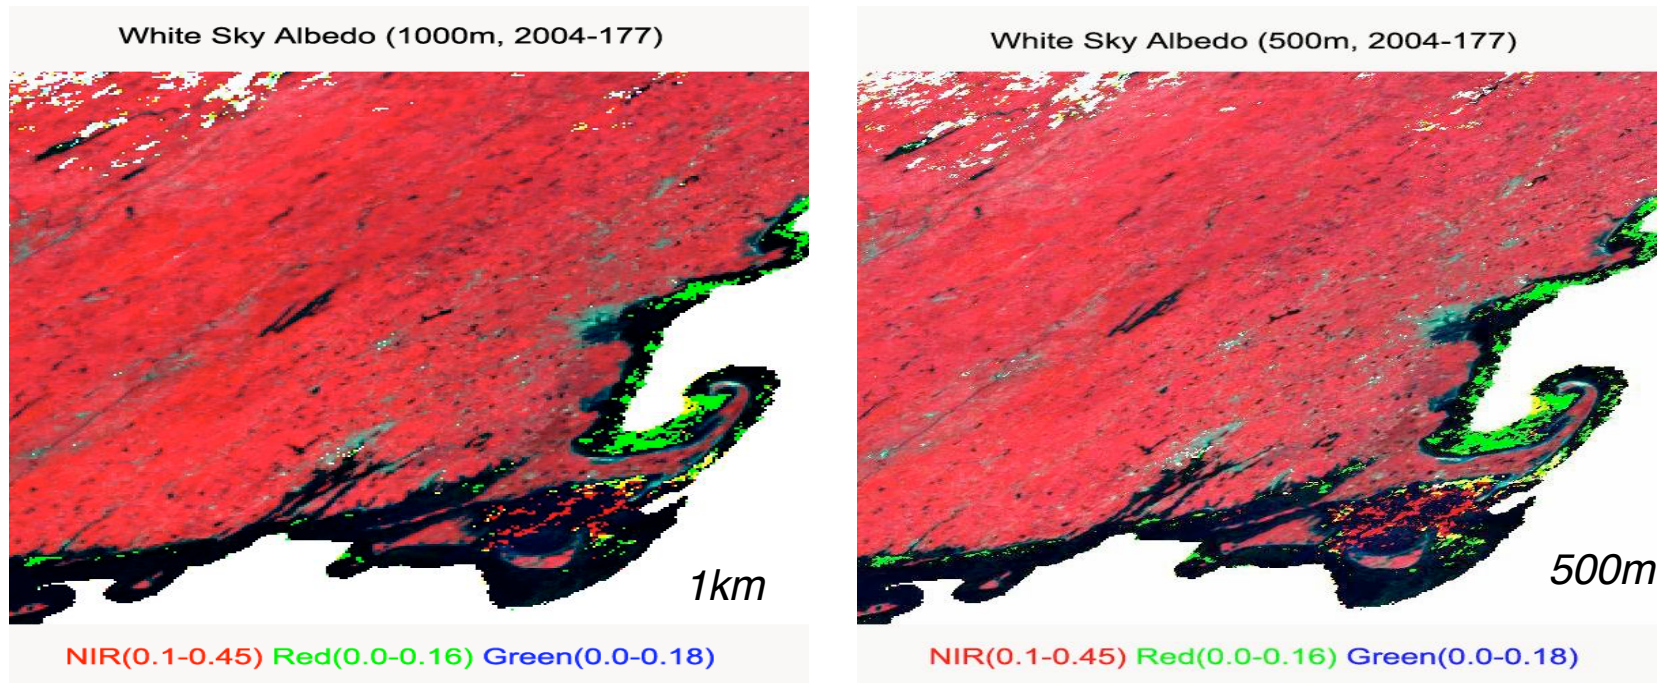 White Sky Albedo (1000m, 2004-177)
1km
NIR(0.1-0.45) Red(0.0-0.16) Green(0.0-0.18)
White Sky Albedo (500m, 2004-177)
500m
NIR(0.1-0.45) Red(0.0-0.16) Green(0.0-0.18)